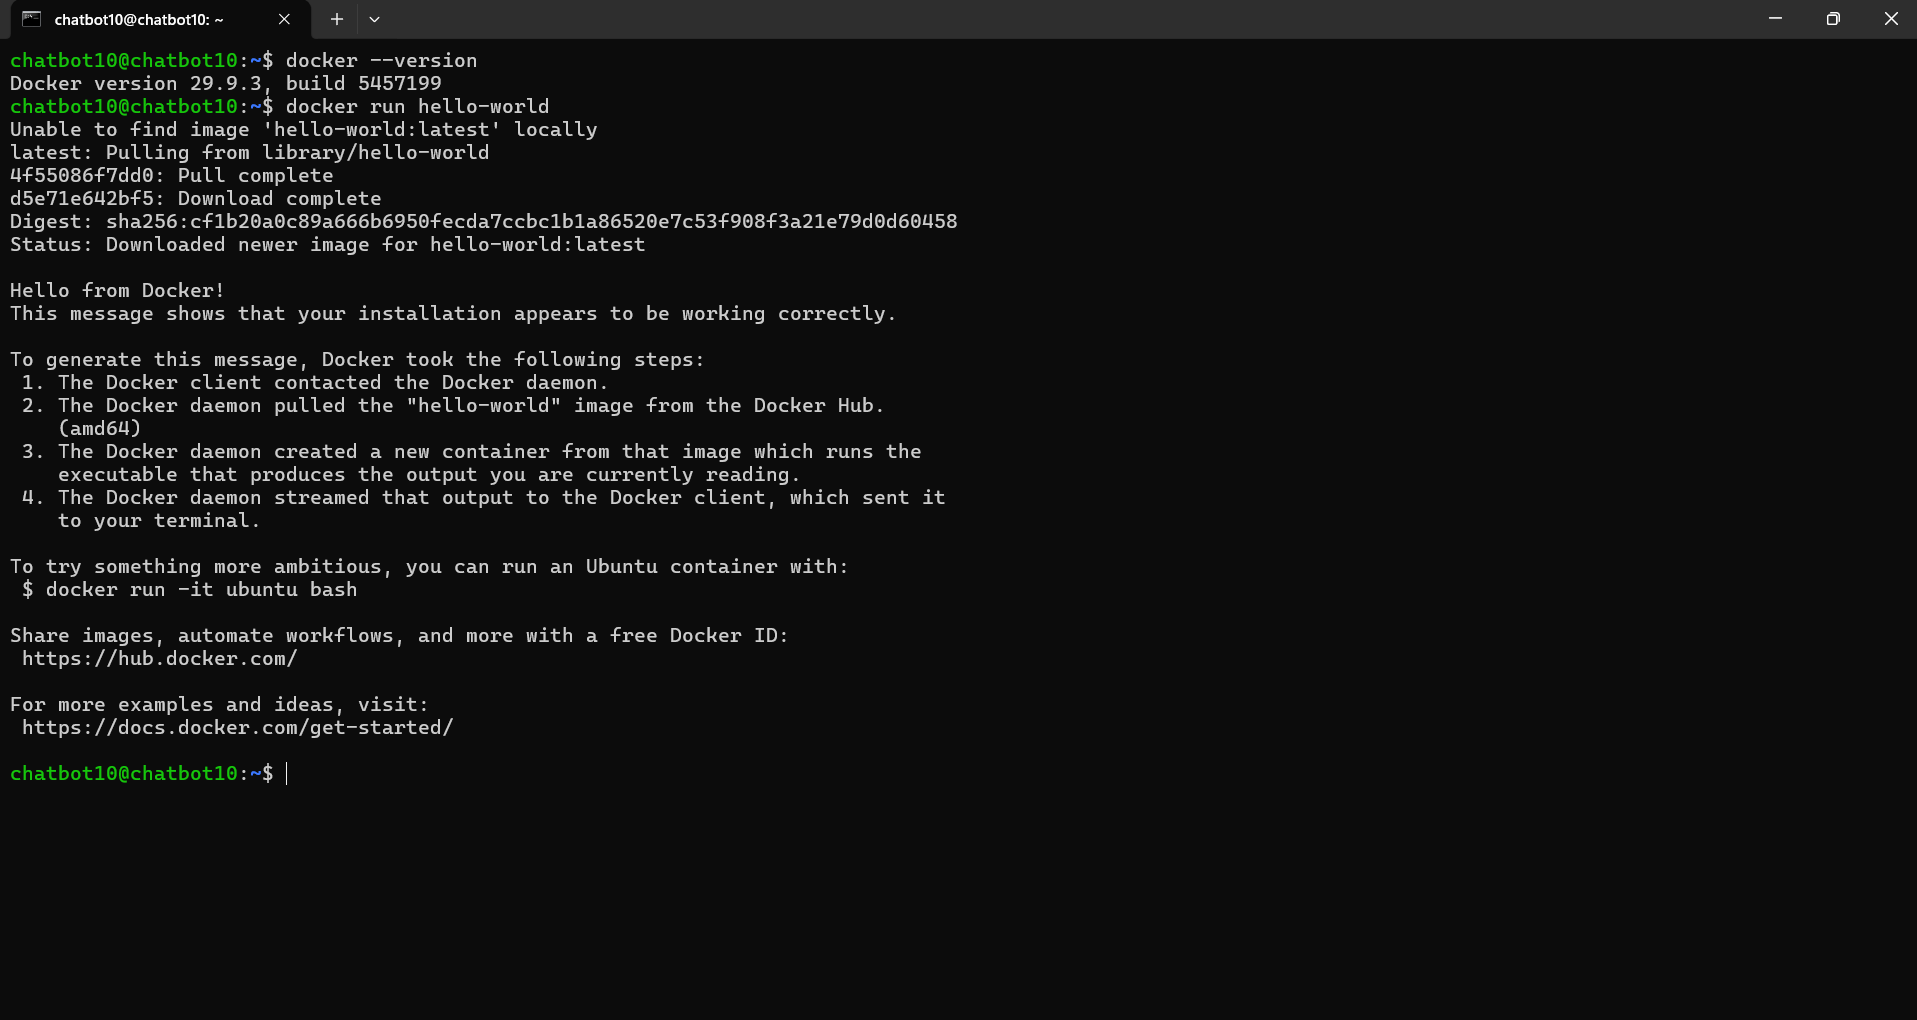 chatbot10@chatbot10: ~
chatbot10@chatbot10:~$ docker --version
Docker version 29.9.3, build 5457199
chatbot10@chatbot10:~$ docker run hello-world
Unable to find image 'hello-world:latest' locally
latest: Pulling from library/hello-world
4f55086f7dd0: Pull complete
d5e71e642bf5: Download complete
Digest: sha256:cf1b20a0c89a666b6950fecda7ccbc1b1a86520e7c53f908f3a21e79d0d60458
Status: Downloaded newer image for hello-world:latest

Hello from Docker!
This message shows that your installation appears to be working correctly.

To generate this message, Docker took the following steps:
 1. The Docker client contacted the Docker daemon.
 2. The Docker daemon pulled the "hello-world" image from the Docker Hub.
    (amd64)
 3. The Docker daemon created a new container from that image which runs the
    executable that produces the output you are currently reading.
 4. The Docker daemon streamed that output to the Docker client, which sent it
    to your terminal.

To try something more ambitious, you can run an Ubuntu container with:
 $ docker run -it ubuntu bash

Share images, automate workflows, and more with a free Docker ID:
 https://hub.docker.com/

For more examples and ideas, visit:
 https://docs.docker.com/get-started/

chatbot10@chatbot10:~$